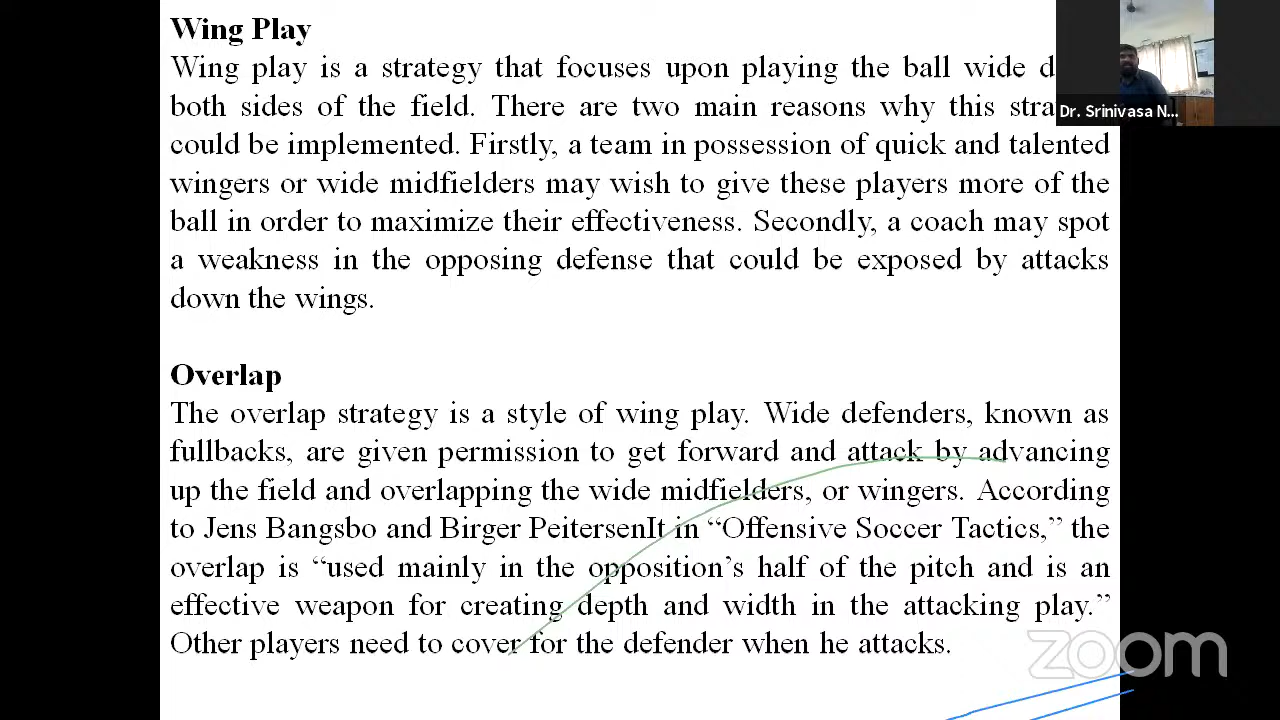 Wing Play
Wing play is a strategy that focuses upon playing the ball wide
both sides of the field. There are two main reasons why this
could be implemented. Firstly, a team in possession of quick and talented
wingers or wide midfielders may wish to give these players more of the
ball in order to maximize their effectiveness. Secondly, a coach may spot
a weakness in the opposing defense that could be exposed by attacks
down the wings.
Overlap
The overlap strategy is a style of wing play. Wide defenders, known as
fullbacks, are given permission to get forward and attack by advancing
up the field and overlapping the wide midfielders, or wingers. According
to Jens Bangsbo and Birger PeitersenIt in “Offensive Soccer Tactics,” the
overlap is “used mainly in the opposition’s half of the pitch and is an
effective weapon for creating depth and width in the attacking play.”
Other players need to cover for the defender when he attacks.
Dr. Srinivasa N...
zoom